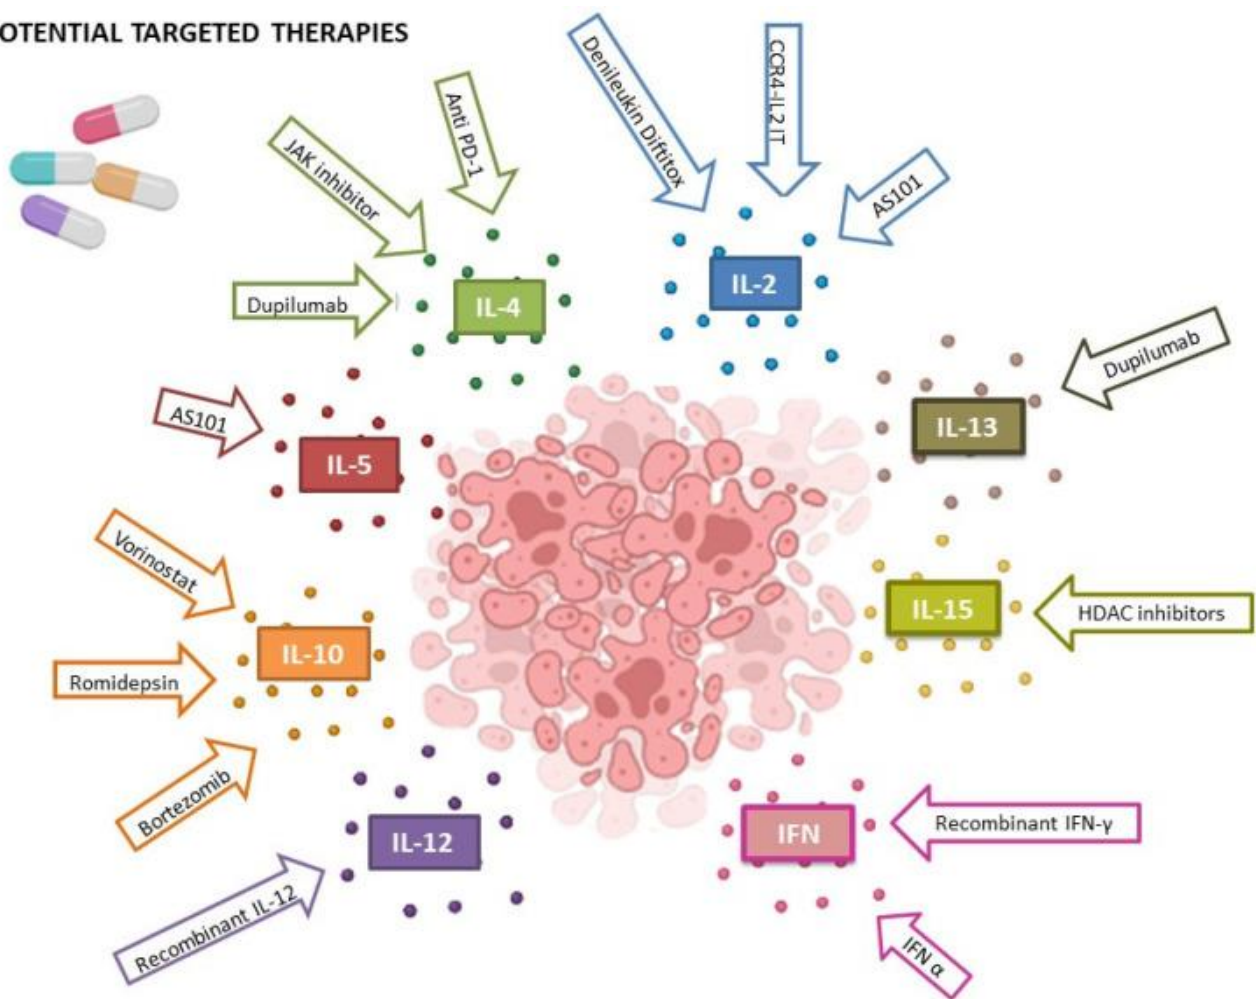 OTENTIAL TARGETED THERAPIES
Denileukin Diftitox
CCR4-IL2 IT
Anti PD-1
JAK inhibitor
AS101
Dupilumab
IL-4
IL-2
Dupilumab
AS101
IL-5
IL-13
Vorinostat
IL-10
IL-15
HDAC inhibitors
Romidepsin
Bortezomib
IL-12
IFN
Recombinant IFN-γ
Recombinant IL-12
IFN α